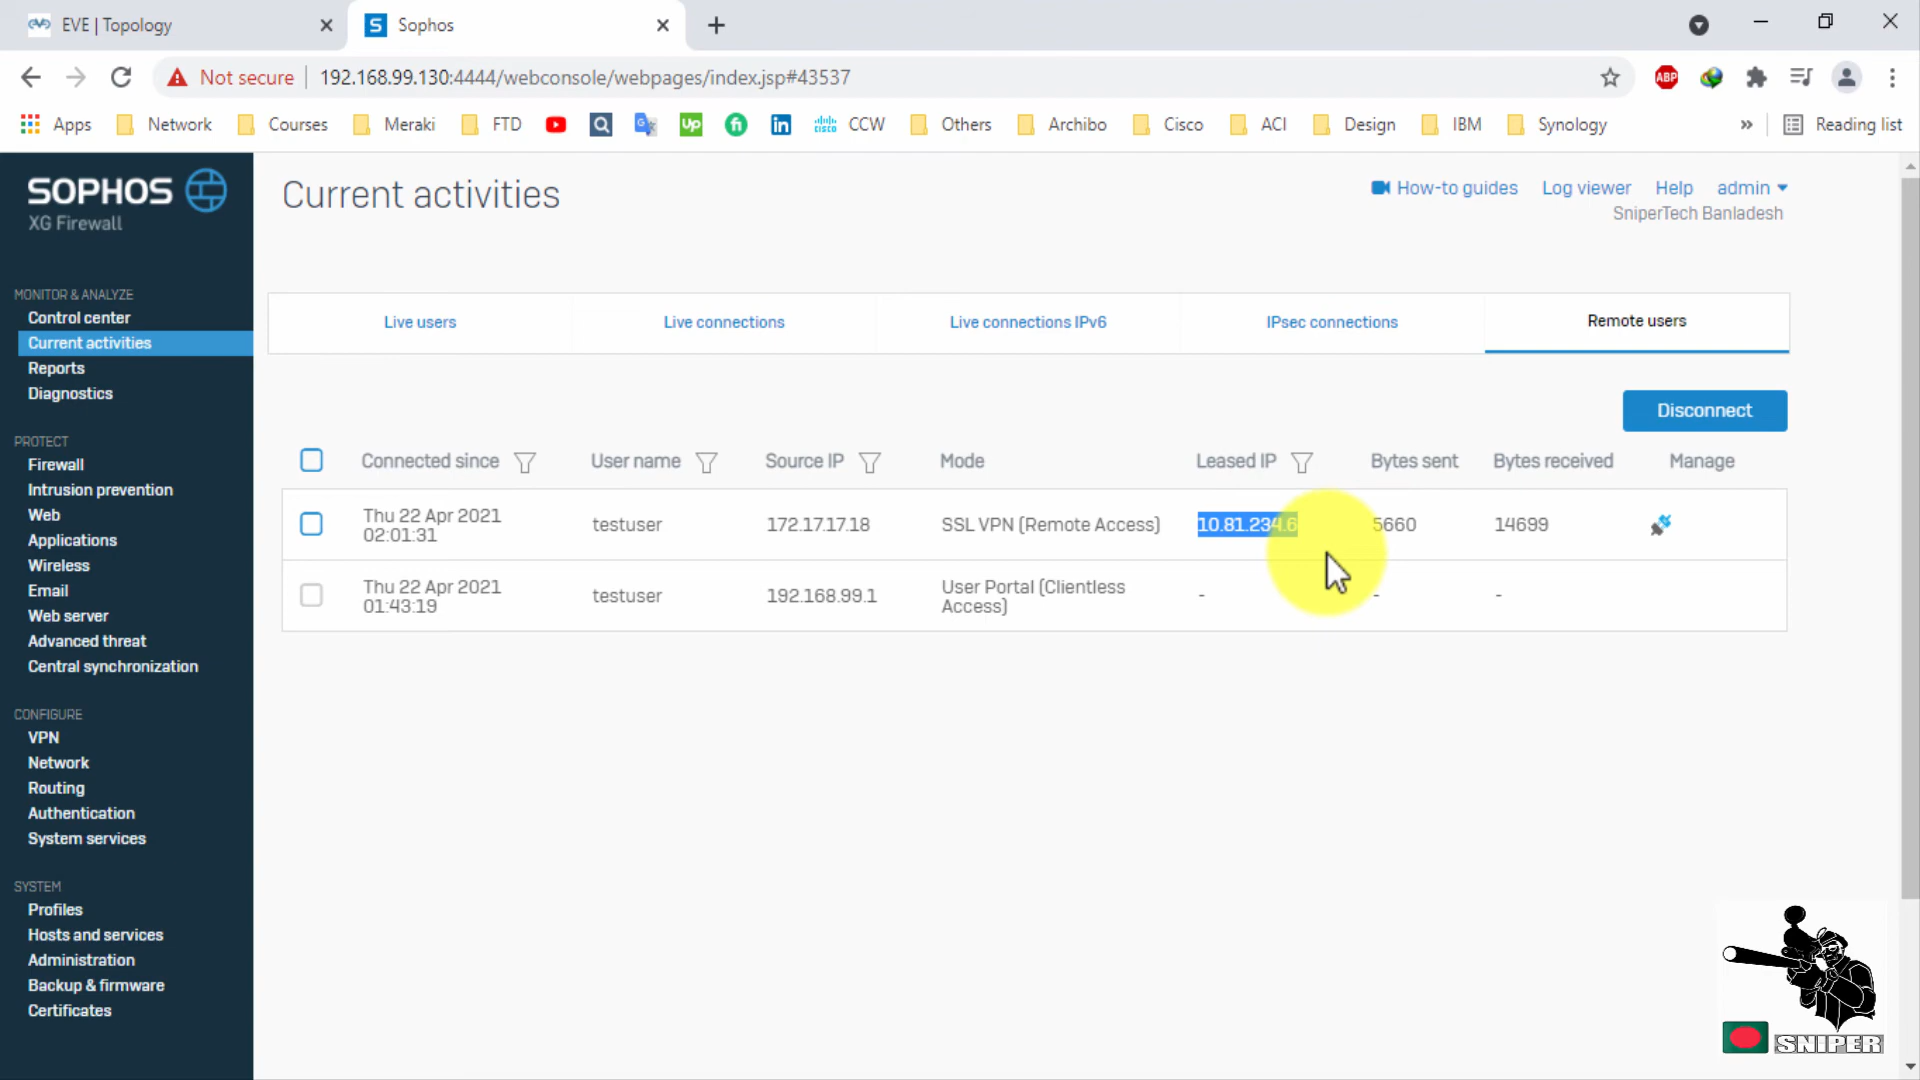 EVE | Topology
Sophos
Not secure
192.168.99.130:4444/webconsole/webpages/index.jsp#43537
ABP
Apps
Network
Courses
Meraki
FTD
CCW
Others
Archibo
Cisco
ACI
Design
IBM
Synology
»
Reading list
SOPHOS
XG Firewall
Current activities
How-to guides
Log viewer
Help
admin
SniperTech Banladesh
MONITOR & ANALYZE
Control center
Current activities
Reports
Diagnostics
PROTECT
Firewall
Intrusion prevention
Web
Applications
Wireless
Email
Web server
Advanced threat
Central synchronization
CONFIGURE
VPN
Network
Routing
Authentication
System services
SYSTEM
Profiles
Hosts and services
Administration
Backup & firmware
Certificates
Live users
Live connections
Live connections IPv6
IPsec connections
Remote users
Disconnect
Connected since
User name
Source IP
Mode
Leased IP
Bytes sent
Bytes received
Manage
Thu 22 Apr 2021
02:01:31
testuser
172.17.17.18
SSL VPN (Remote Access)
10.81.234.6
5660
14699
Thu 22 Apr 2021
01:43:19
testuser
192.168.99.1
User Portal (Clientless
Access)
-
-
-
SNIPER